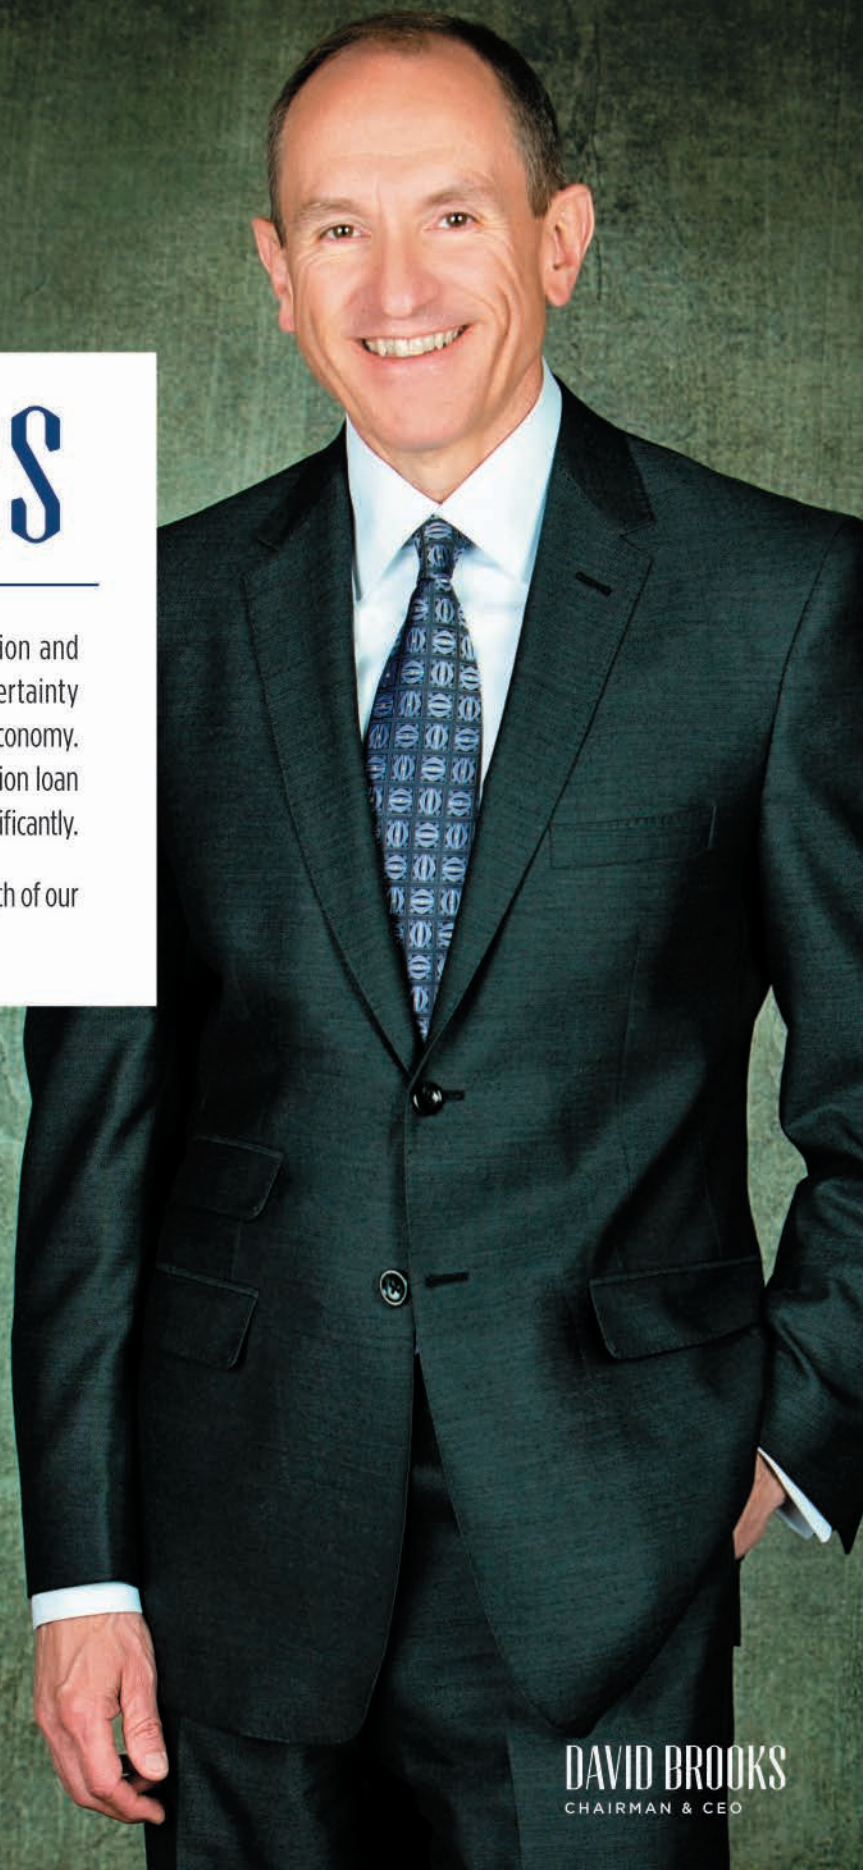 S
ion and
ertainty
conomy.
ion loan
ificantly.
th of our
DAVID BROOKS
CHAIRMAN & CEO